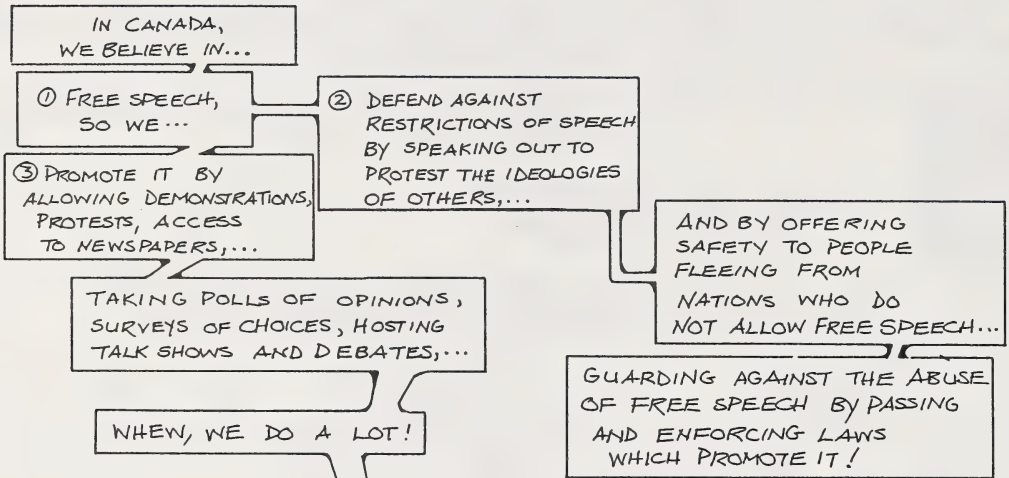 IN CANADA,
WE BELIEVE IN...
① FREE SPEECH,
SO WE...
② DEFEND AGAINST
RESTRICTIONS OF SPEECH
BY SPEAKING OUT TO
PROTEST THE IDEOLOGIES
OF OTHERS,...
③ PROMOTE IT BY
ALLOWING DEMONSTRATIONS,
PROTESTS, ACCESS
TO NEWSPAPERS,...
AND BY OFFERING
SAFETY TO PEOPLE
FLEEING FROM
NATIONS WHO DO
NOT ALLOW FREE SPEECH...
TAKING POLLS OF OPINIONS,
SURVEYS OF CHOICES, HOSTING
TALK SHOWS AND DEBATES,...
GUARDING AGAINST THE ABUSE
OF FREE SPEECH BY PASSING
AND ENFORCING LAWS
WHICH PROMOTE IT!
WHEW, WE DO A LOT!